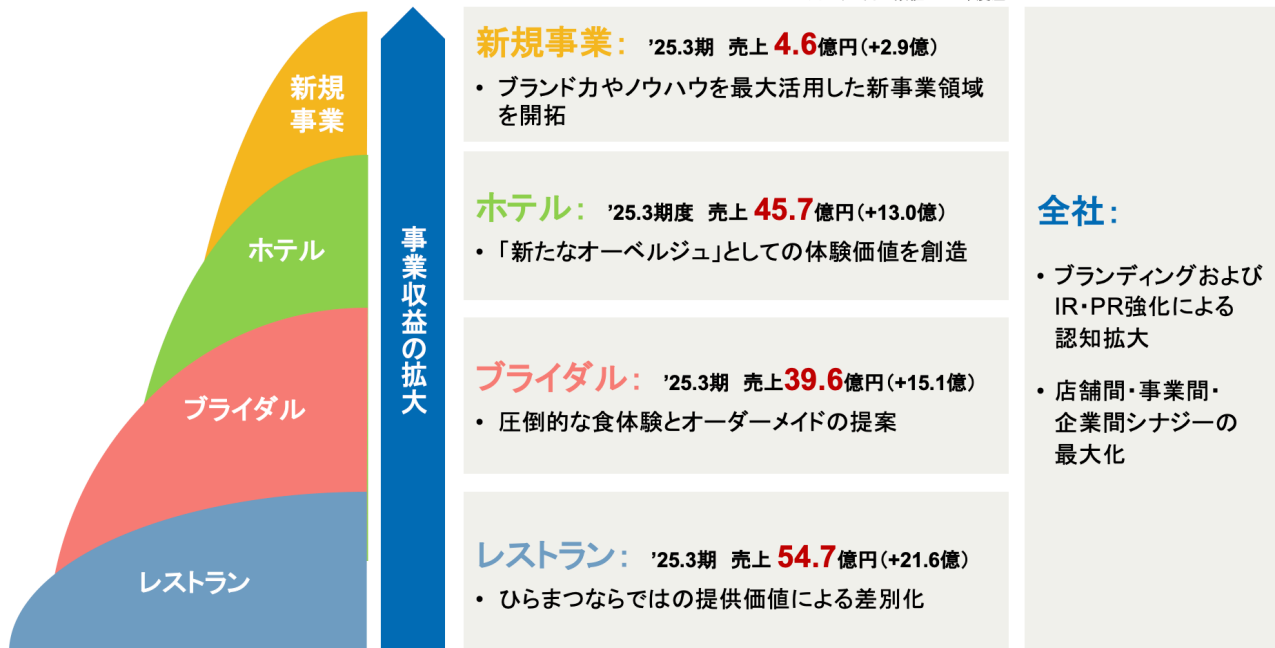 新規事業： ’25.3期 売上 4.6億円（+2.9億）
• ブランド力やノウハウを最大活用した新事業領域
を開拓
新規
事業
ホテル： ’25.3期度 売上 45.7億円（+13.0億）
• 「新たなオーベルジュ」としての体験価値を創造
ホテル
事業収益の拡大
ブライダル： ’25.3期 売上39.6億円（+15.1億）
• 圧倒的な食体験とオーダーメイドの提案
ブライダル
レストラン： ’25.3期 売上 54.7億円（+21.6億）
• ひらまつならではの提供価値による差別化
レストラン
全社：
• ブランディングおよび
IR・PR強化による
認知拡大
• 店舗間・事業間・
企業間シナジーの
最大化